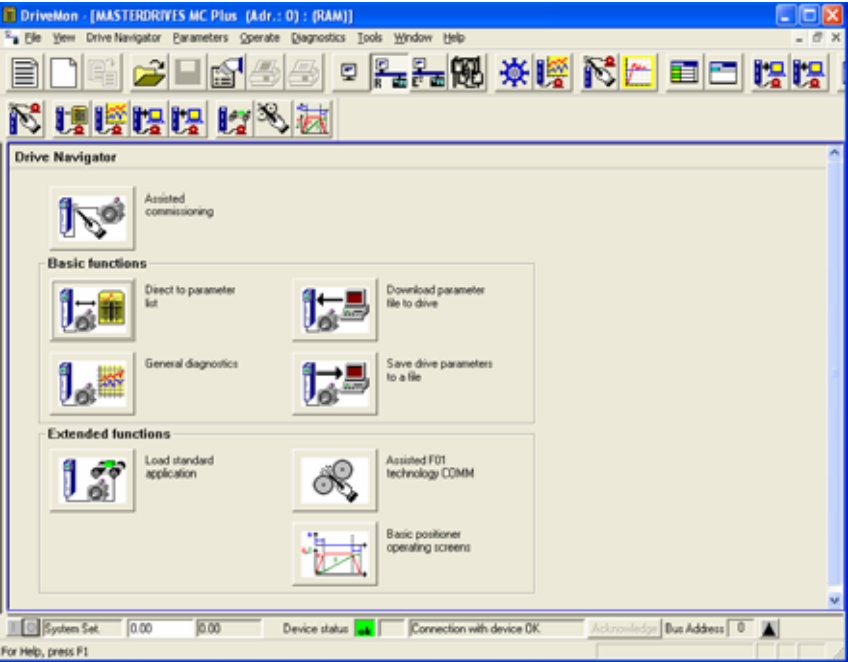 DriveMon - [MASTERDRIVES MC Plus (Adr.: 0) : (RAM)]
File View Drive Navigator Parameters Operate Diagnostics Tools Window Help
Drive Navigator
Assisted
commissioning
Basic functions
Direct to parameter
list
Download parameter
file to drive
General diagnostics
Save drive parameters
to a file
Extended functions
Load standard
application
Assisted F01
technology COMM
Basic positioner
operating screens
System Set. 0.00 0.00 Device status ok Connection with device OK Acknowledge Bus Address 0
For Help, press F1